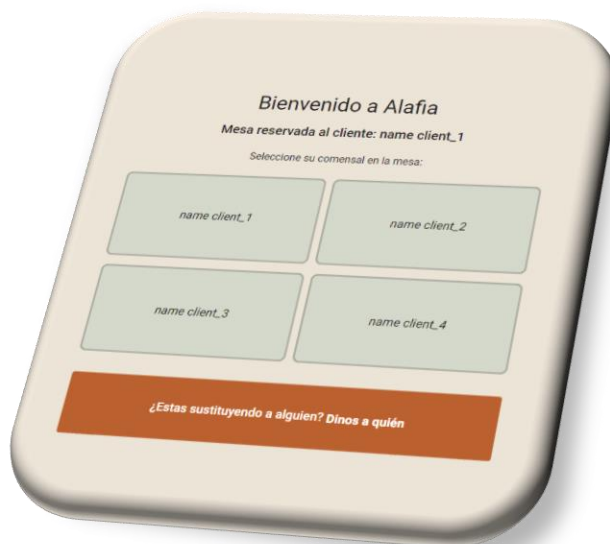 Bienvenido a Alafia
Mesa reservada al cliente: name client_1
Seleccione su comensal en la mesa:
name client_1
name client_2
name client_3
name client_4
¿Estas sustituyendo a alguien? Dinos a quién